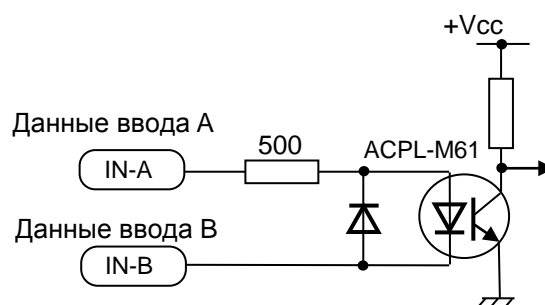 +Vcc
Данные ввода A
500
ACPL-M61
IN-A
Данные ввода B
IN-B